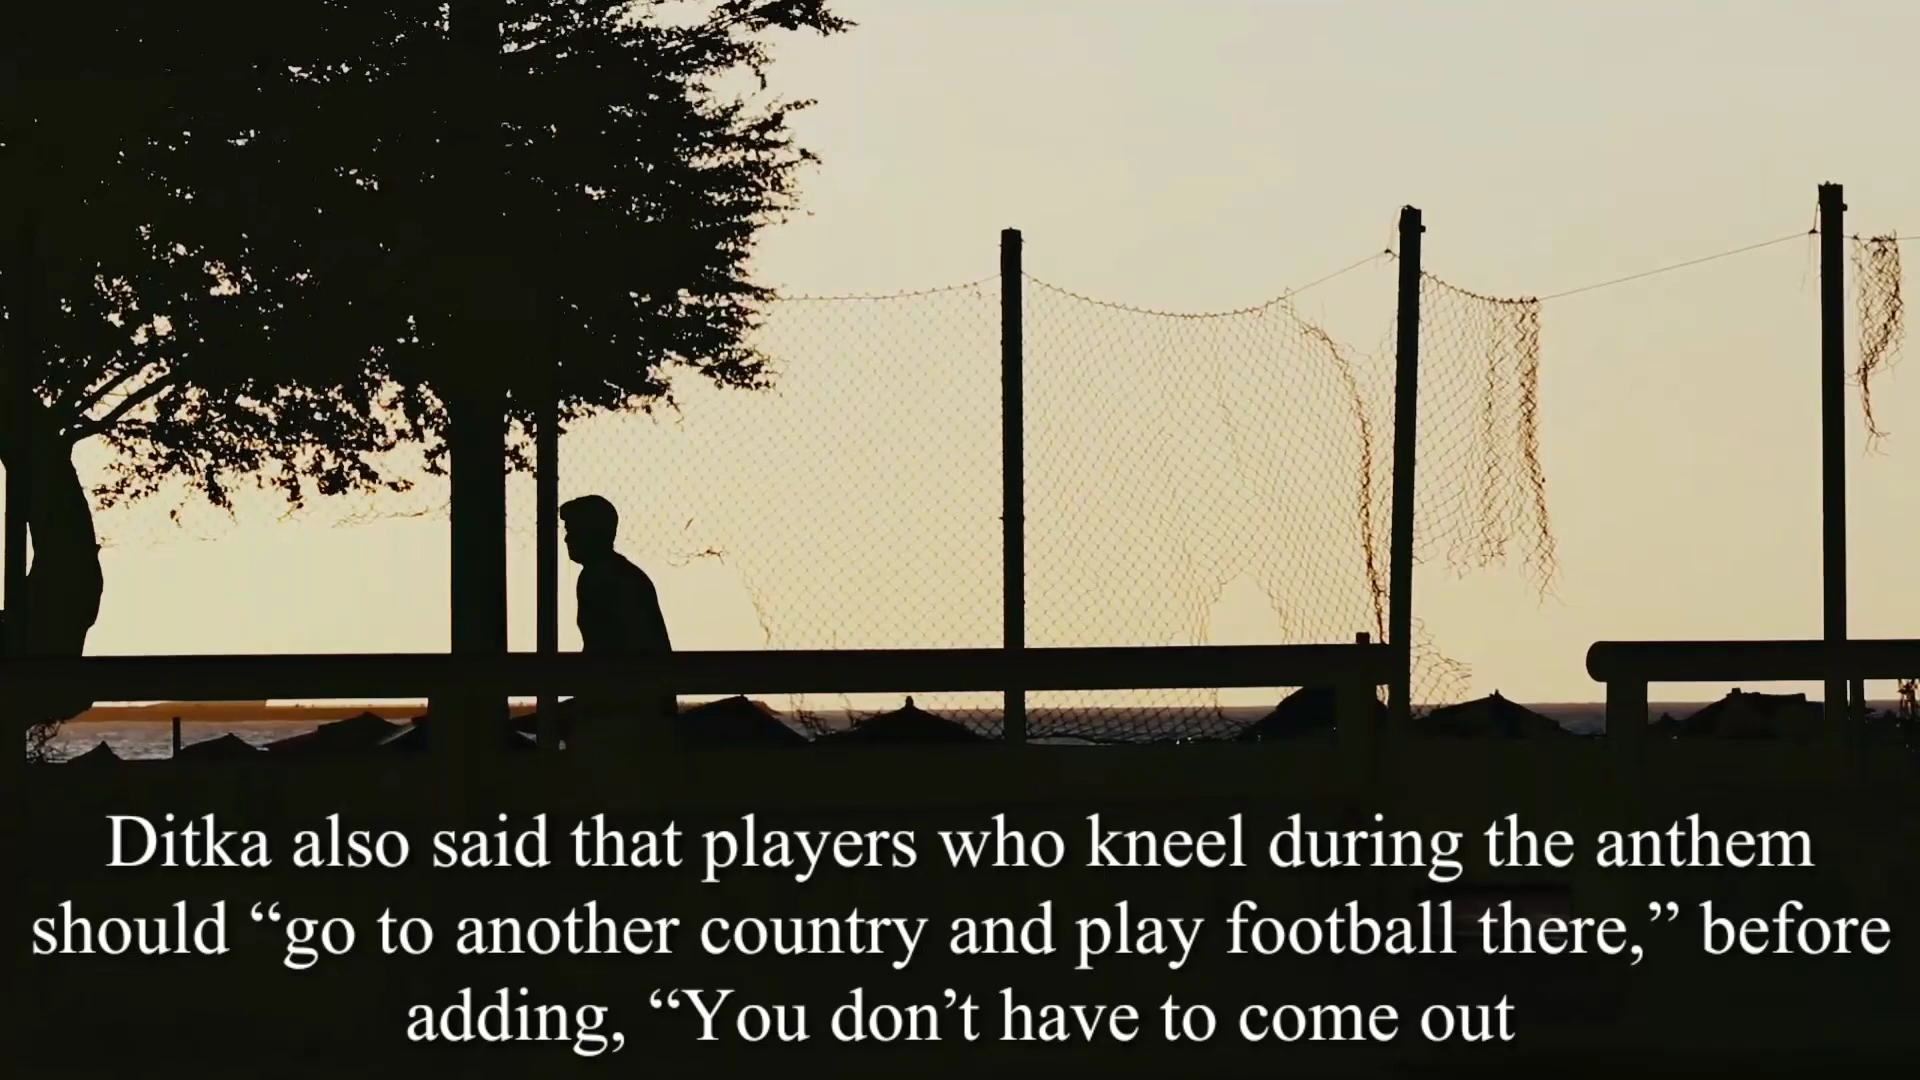 Ditka also said that players who kneel during the anthem
should “go to another country and play football there,” before
adding, “You don’t have to come out